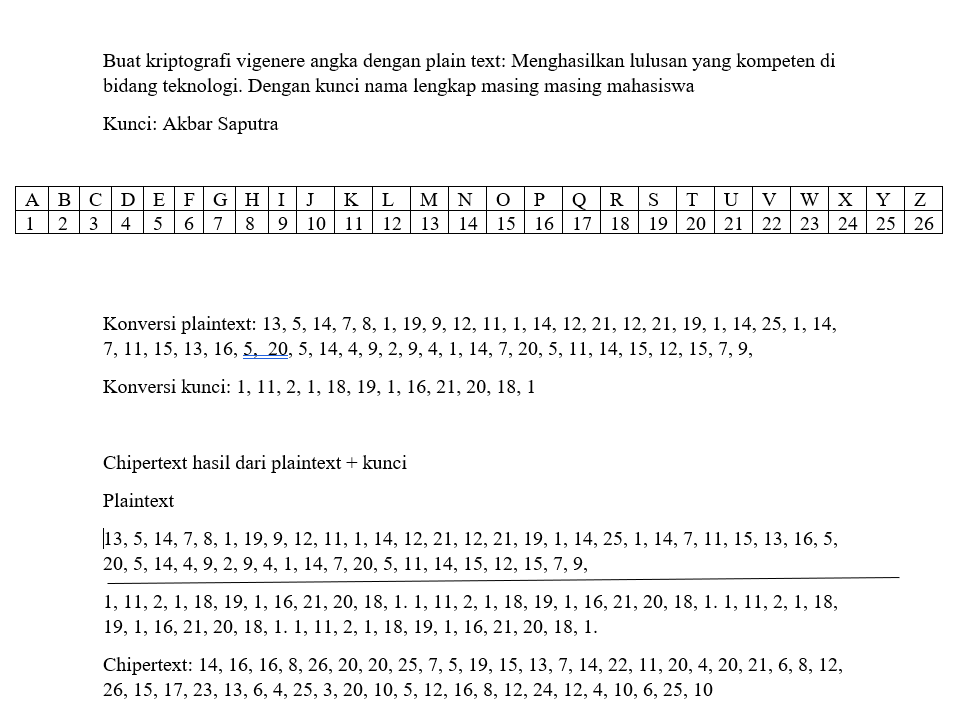 Buat kriptografi vigenere angka dengan plain text: Menghasilkan lulusan yang kompeten di
bidang teknologi. Dengan kunci nama lengkap masing masing mahasiswa
Kunci: Akbar Saputra
A B C D E F G H I J K L M N O P Q R S T U V W X Y Z
1 2 3 4 5 6 7 8 9 10 11 12 13 14 15 16 17 18 19 20 21 22 23 24 25 26
Konversi plaintext: 13, 5, 14, 7, 8, 1, 19, 9, 12, 11, 1, 14, 12, 21, 12, 21, 19, 1, 14, 25, 1, 14,
7, 11, 15, 13, 16, 5, 20, 5, 14, 4, 9, 2, 9, 4, 1, 14, 7, 20, 5, 11, 14, 15, 12, 15, 7, 9,
Konversi kunci: 1, 11, 2, 1, 18, 19, 1, 16, 21, 20, 18, 1
Chipertext hasil dari plaintext + kunci
Plaintext
13, 5, 14, 7, 8, 1, 19, 9, 12, 11, 1, 14, 12, 21, 12, 21, 19, 1, 14, 25, 1, 14, 7, 11, 15, 13, 16, 5,
20, 5, 14, 4, 9, 2, 9, 4, 1, 14, 7, 20, 5, 11, 14, 15, 12, 15, 7, 9,
1, 11, 2, 1, 18, 19, 1, 16, 21, 20, 18, 1. 1, 11, 2, 1, 18, 19, 1, 16, 21, 20, 18, 1. 1, 11, 2, 1, 18,
19, 1, 16, 21, 20, 18, 1. 1, 11, 2, 1, 18, 19, 1, 16, 21, 20, 18, 1.
Chipertext: 14, 16, 16, 8, 26, 20, 20, 25, 7, 5, 19, 15, 13, 7, 14, 22, 11, 20, 4, 20, 21, 6, 8, 12,
26, 15, 17, 23, 13, 6, 4, 25, 3, 20, 10, 5, 12, 16, 8, 12, 24, 12, 4, 10, 6, 25, 10